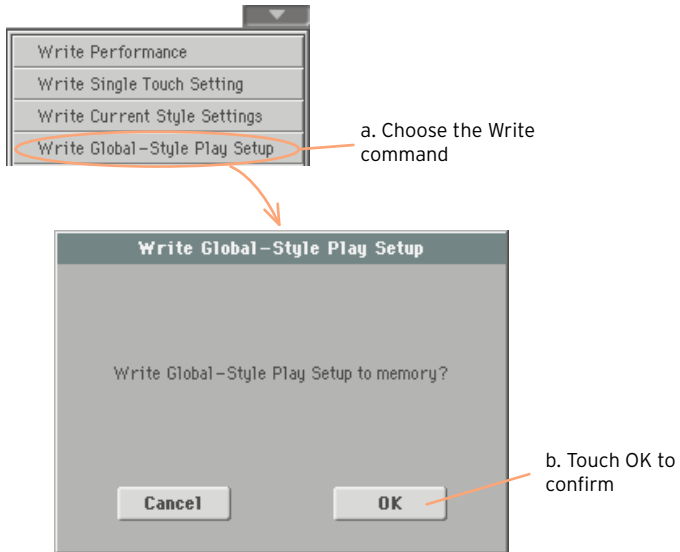 Write Performance
Write Single Touch Setting
Write Current Style Settings
Write Global-Style Play Setup
a. Choose the Write
command
Write Global-Style Play Setup
Write Global-Style Play Setup to memory?
Cancel
OK
b. Touch OK to
confirm